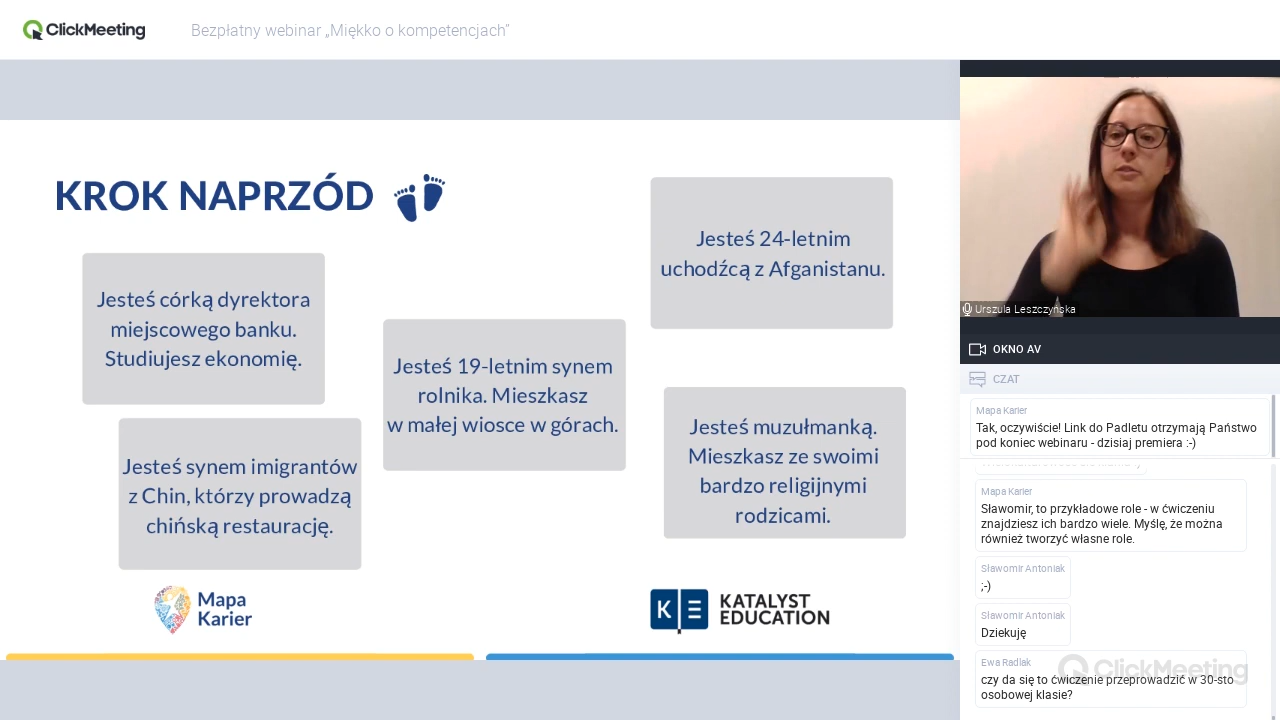 ClickMeeting
Bezpłatny webinar „Miękko o kompetencjach”
KROK NAPRZÓD
Jesteś córką dyrektora
miejscowego banku.
Studiujesz ekonomię.
Jesteś synem imigrantów
z Chin, którzy prowadzą
chińską restaurację.
Jesteś 19-letnim synem
rolnika. Mieszkasz
w małej wiosce w górach.
Jesteś 24-letnim
uchodźcą z Afganistanu.
Jesteś muzułmanką.
Mieszkasz ze swoimi
bardzo religijnymi
rodzicami.
Mapa
Karier
KE
KATALYST
EDUCATION
Urszula Leszczyńska
OKNO AV
CZAT
Mapa Karier
Tak, oczywiście! Link do Padletu otrzymają Państwo
pod koniec webinaru - dzisiaj premiera :-)
Mapa Karier
Sławomir, to przykładowe role - w ćwiczeniu
znajdziesz ich bardzo wiele. Myślę, że można
również tworzyć własne role.
Sławomir Antoniak
;-)
Sławomir Antoniak
Dziekuję
Ewa Radlak
czy da się to ćwiczenie przeprowadzić w 30-sto
osobowej klasie?
ClickMeeting